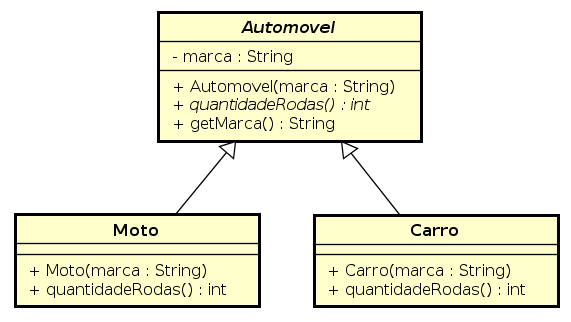 Automovel
- marca : String
+ Automovel(marca : String)
+ quantidadeRodas() : int
+ getMarca() : String
Moto
+ Moto(marca : String)
+ quantidadeRodas() : int
Carro
+ Carro(marca : String)
+ quantidadeRodas() : int